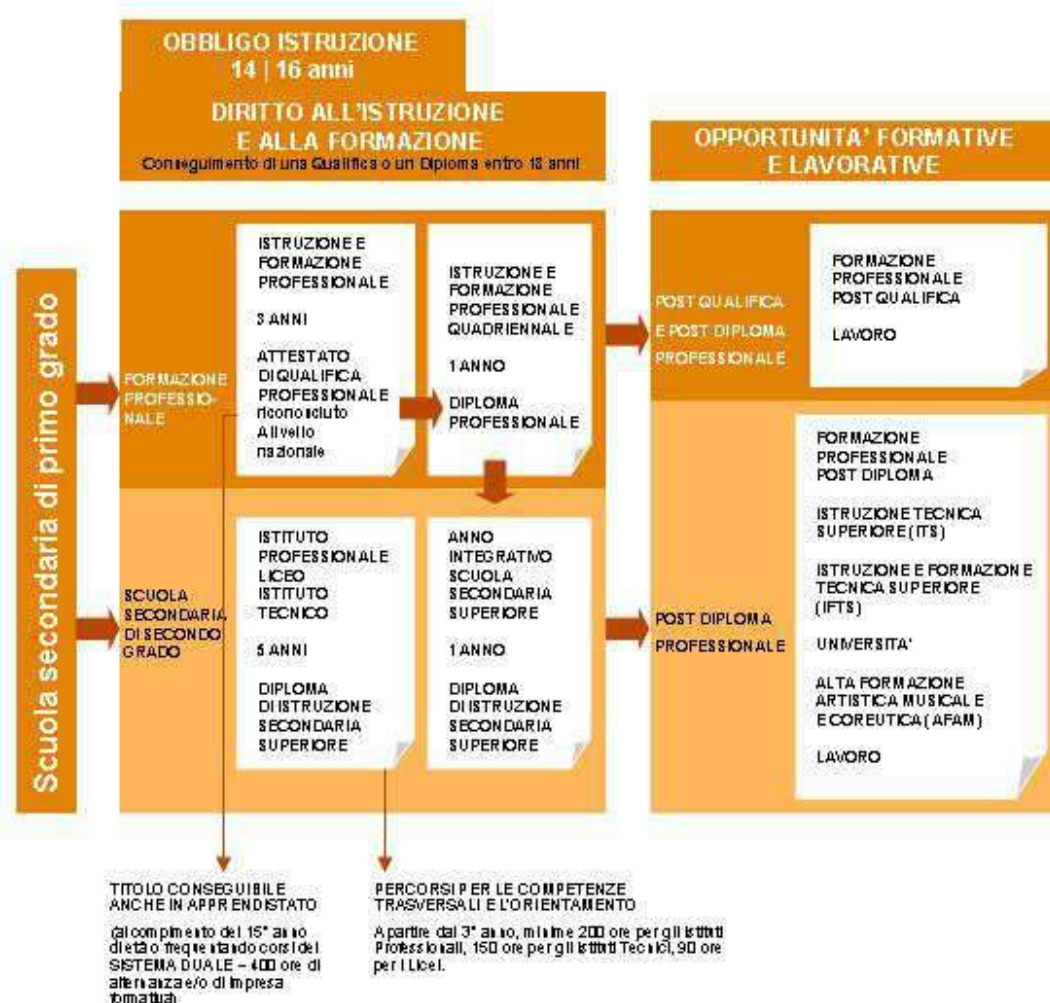 OBBLIGO ISTRUZIONE
14 | 16 anni
DIRITTO ALL'ISTRUZIONE
E ALLA FORMAZIONE
Conseguimento di una Qualifica o un Diploma entro 18 anni
OPPORTUNITA' FORMATIVE
E LAVORATIVE
Scuola secondaria di primo grado
FORMAZIONE
PROFESSIO-
NALE
ISTRUZIONE E
FORMAZIONE
PROFESSIONALE
3 ANNI
ATTESTATO
DI QUALIFICA
PROFESSIONALE
riconosciuto
A livello
nazionale
ISTRUZIONE E
FORMAZIONE
PROFESSIONALE
QUADRIENNALE
1 ANNO
DIPLOMA
PROFESSIONALE
POST QUALIFICA
E POST DIPLOMA
PROFESSIONALE
FORMAZIONE
PROFESSIONALE
POST QUALIFICA
LAVORO
SCUOLA
SECONDARIA
DI SECONDO
GRADO
ISTITUTO
PROFESSIONALE
LICEO
ISTITUTO
TECNICO
5 ANNI
DIPLOMA
DI ISTRUZIONE
SECONDARIA
SUPERIORE
ANNO
INTEGRATIVO
SCUOLA
SECONDARIA
SUPERIORE
1 ANNO
DIPLOMA
DI ISTRUZIONE
SECONDARIA
SUPERIORE
POST DIPLOMA
PROFESSIONALE
FORMAZIONE
PROFESSIONALE
POST DIPLOMA
ISTRUZIONE TECNICA
SUPERIORE (ITS)
ISTRUZIONE E FORMAZIONE
TECNICA SUPERIORE
(IFTS)
UNIVERSITA'
ALTA FORMAZIONE
ARTISTICA MUSICALE
E COREUTICA (AFAM)
LAVORO
TITOLO CONSEGUIBILE
ANCHE IN APPRENDISTATO
(al compimento del 15° anno
di età o frequentando corsi del
SISTEMA DUALE – 400 ore di
alternanza e/o di impresa
formativa)
PERCORSI PER LE COMPETENZE
TRASVERSALI E L'ORIENTAMENTO
A partire dal 3° anno, minime 200 ore per gli Istituti
Professionali, 150 ore per gli Istituti Tecnici, 90 ore
per i Licei.